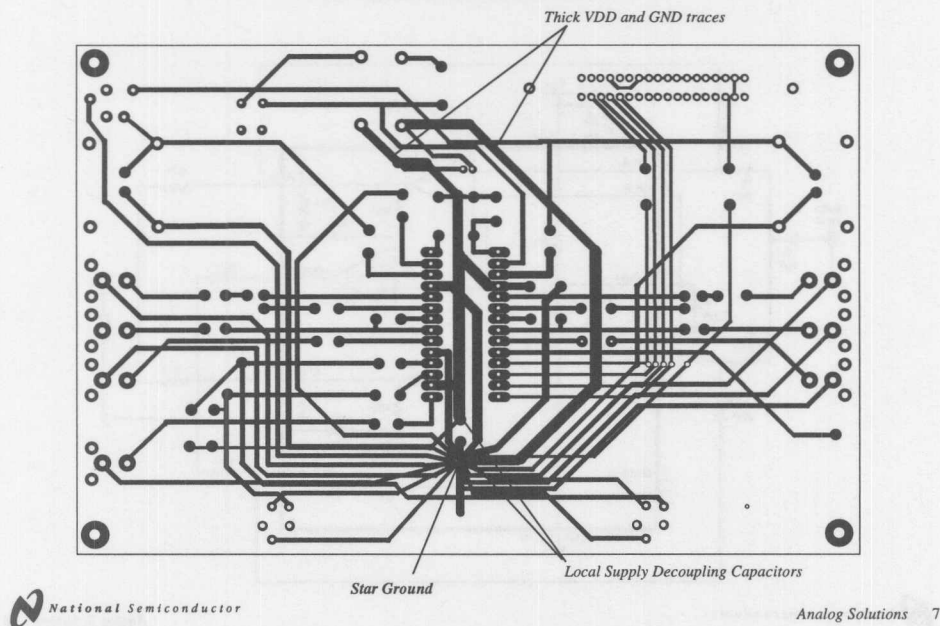 Thick VDD and GND traces
Local Supply Decoupling Capacitors
Star Ground
National Semiconductor
Analog Solutions 7